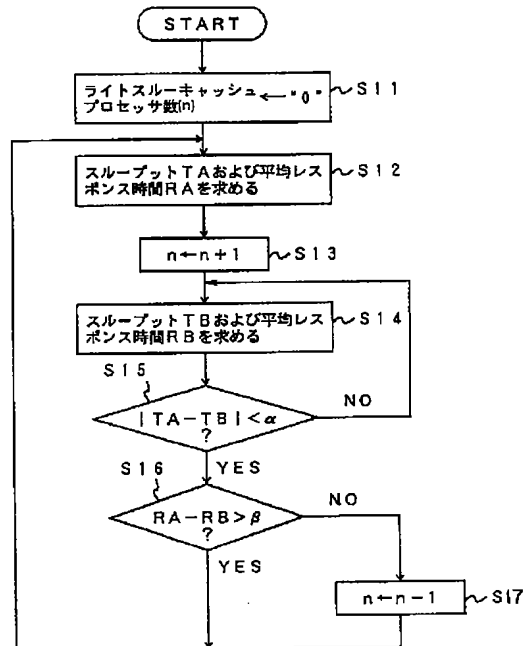 START
ライトスルーキャッシュ
プロセッサ数(n)
←"0"
S11
スループットTAおよび平均レス
ポンス時間RAを求める
S12
n←n+1
S13
スループットTBおよび平均レス
ポンス時間RBを求める
S14
S15
|TA-TB|<α
?
NO
YES
S16
RA-RB>β
?
NO
YES
n←n-1
S17